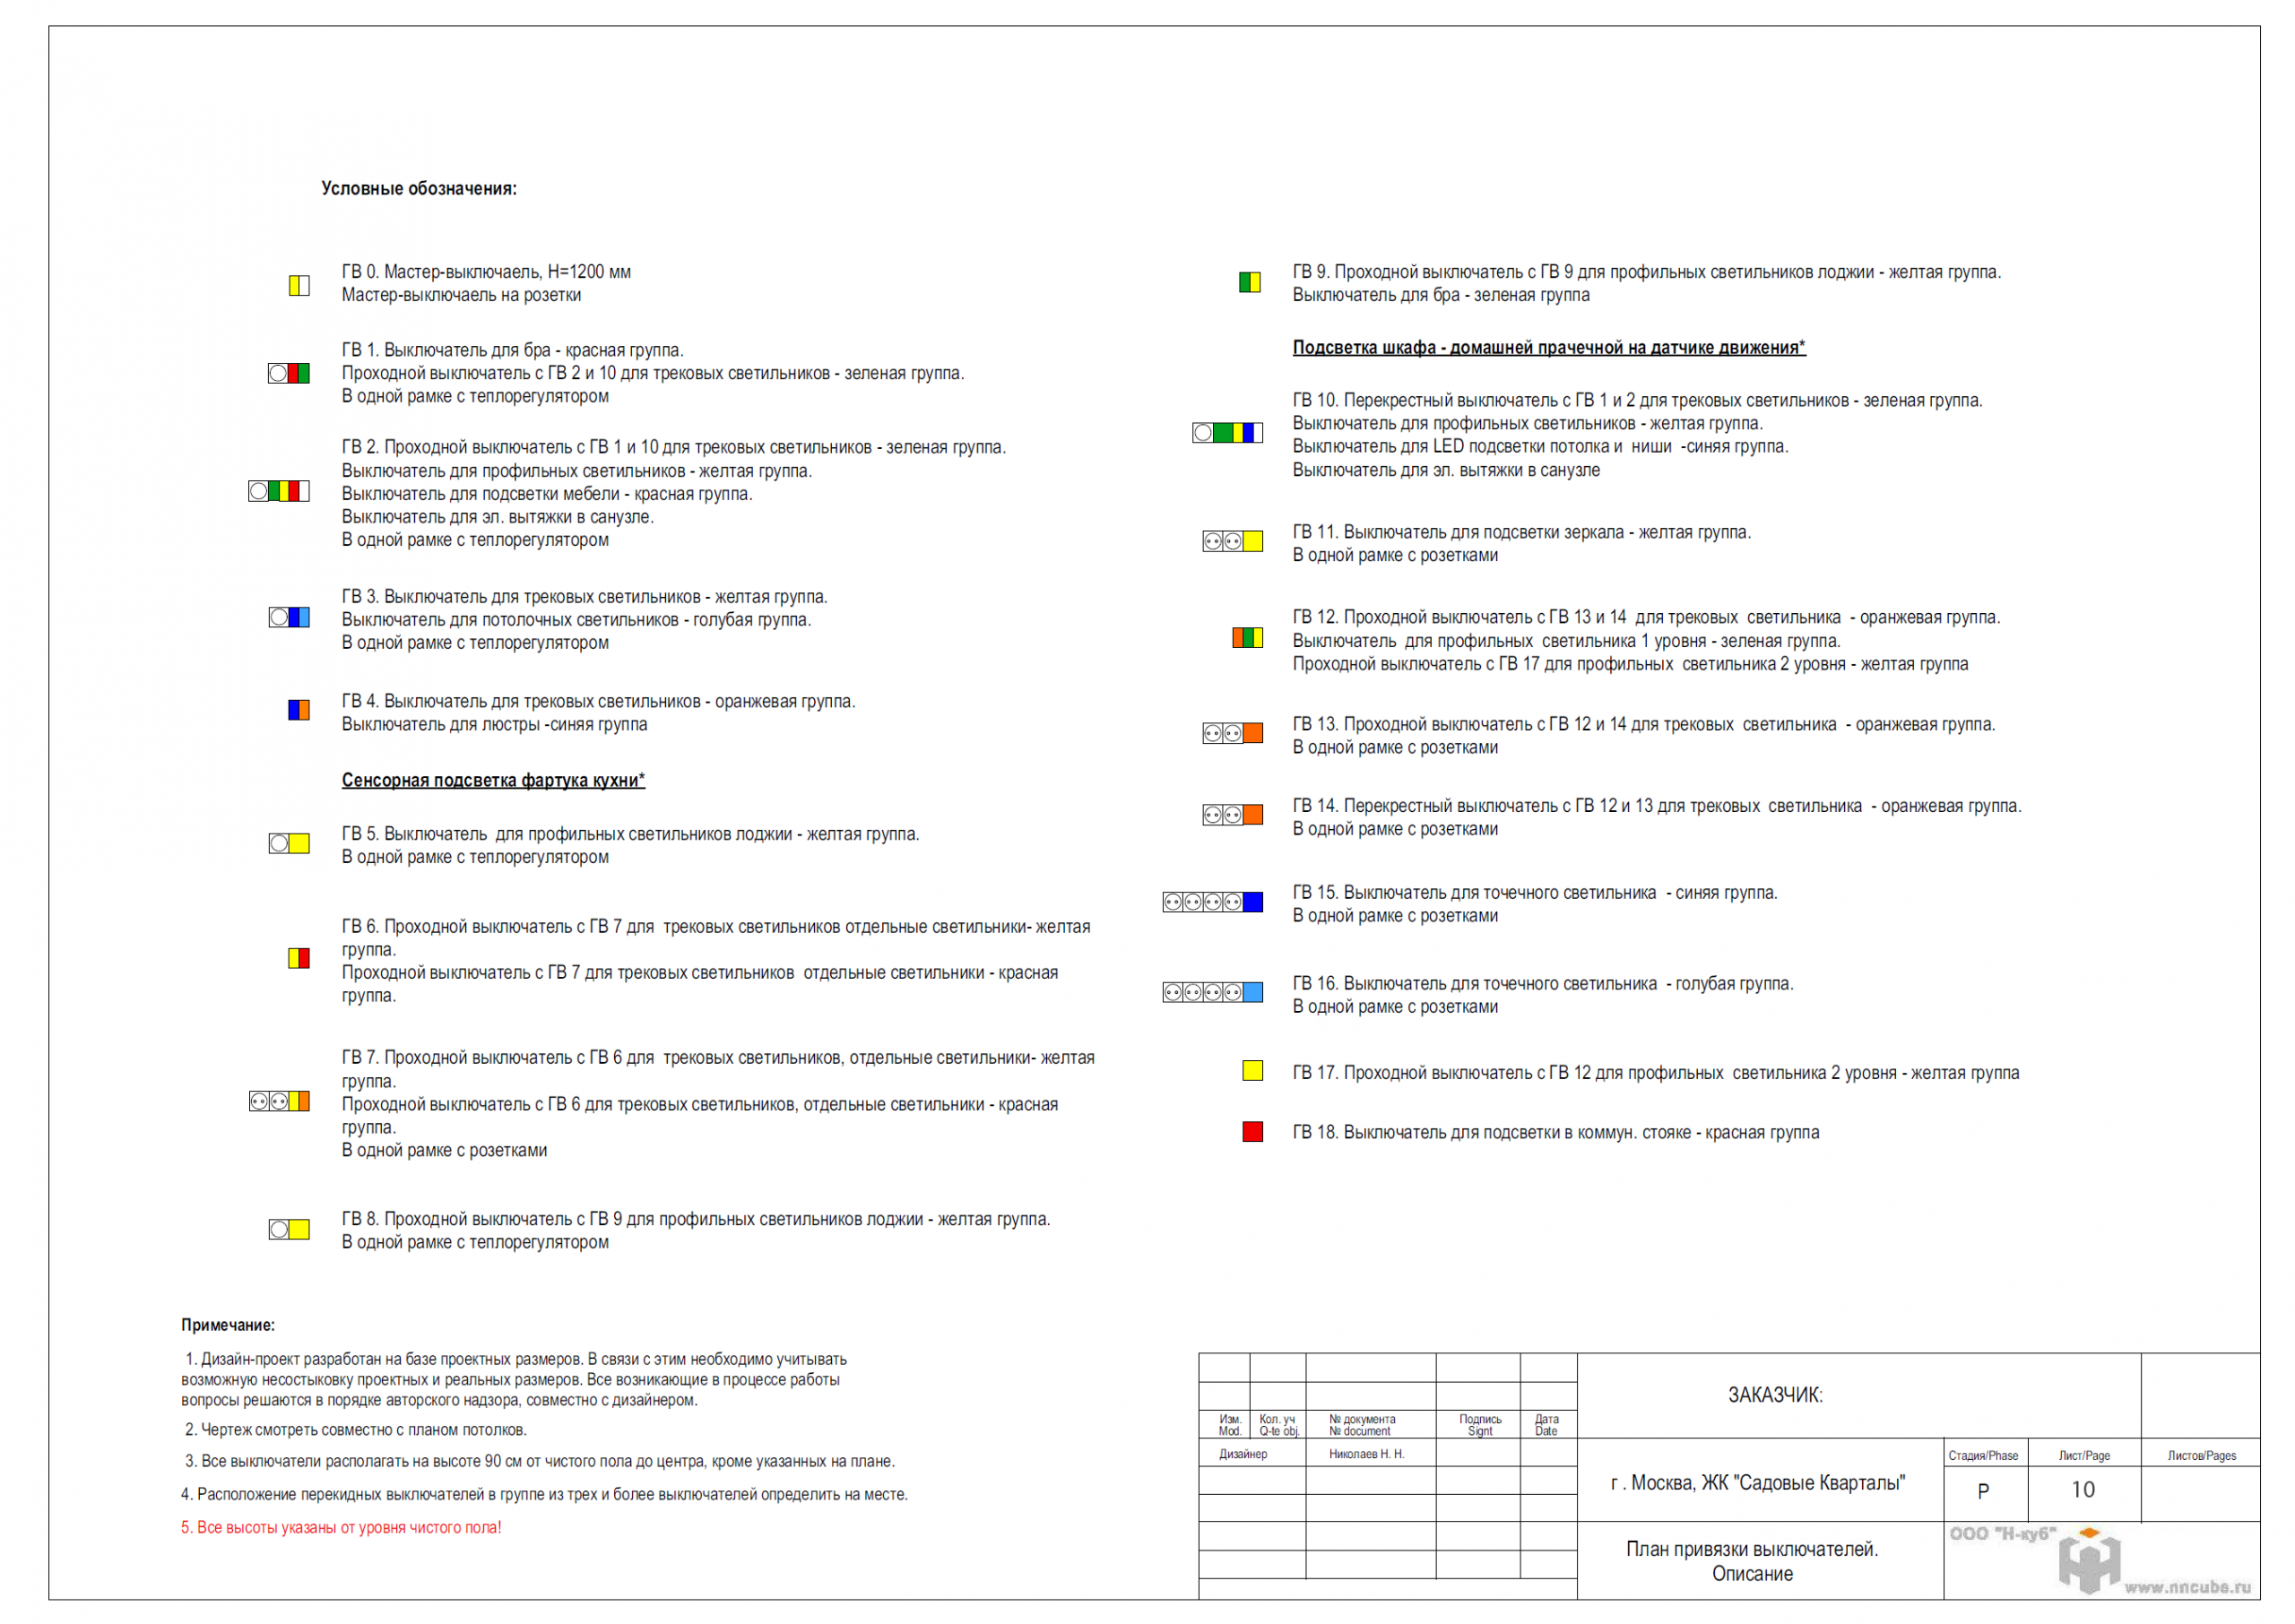 Условные обозначения:
ГВ 0. Мастер-выключаель, Н=1200 мм
Мастер-выключаель на розетки
ГВ 1. Выключатель для бра - красная группа.
Проходной выключатель с ГВ 2 и 10 для трековых светильников - зеленая группа.
В одной рамке с теплорегулятором
ГВ 2. Проходной выключатель с ГВ 1 и 10 для трековых светильников - зеленая группа.
Выключатель для профильных светильников - желтая группа.
Выключатель для подсветки мебели - красная группа.
Выключатель для эл. вытяжки в санузле.
В одной рамке с теплорегулятором
ГВ 3. Выключатель для трековых светильников - желтая группа.
Выключатель для потолочных светильников - голубая группа.
В одной рамке с теплорегулятором
ГВ 4. Выключатель для трековых светильников - оранжевая группа.
Выключатель для люстры -синяя группа
Сенсорная подсветка фартука кухни*
ГВ 5. Выключатель для профильных светильников лоджии - желтая группа.
В одной рамке с теплорегулятором
ГВ 6. Проходной выключатель с ГВ 7 для трековых светильников отдельные светильники- желтая
группа.
Проходной выключатель с ГВ 7 для трековых светильников отдельные светильники - красная
группа.
ГВ 7. Проходной выключатель с ГВ 6 для трековых светильников, отдельные светильники- желтая
группа.
Проходной выключатель с ГВ 6 для трековых светильников, отдельные светильники - красная
группа.
В одной рамке с розетками
ГВ 8. Проходной выключатель с ГВ 9 для профильных светильников лоджии - желтая группа.
В одной рамке с теплорегулятором
ГВ 9. Проходной выключатель с ГВ 9 для профильных светильников лоджии - желтая группа.
Выключатель для бра - зеленая группа
Подсветка шкафа - домашней прачечной на датчике движения*
ГВ 10. Перекрестный выключатель с ГВ 1 и 2 для трековых светильников - зеленая группа.
Выключатель для профильных светильников - желтая группа.
Выключатель для LED подсветки потолка и ниши -синяя группа.
Выключатель для эл. вытяжки в санузле
ГВ 11. Выключатель для подсветки зеркала - желтая группа.
В одной рамке с розетками
ГВ 12. Проходной выключатель с ГВ 13 и 14 для трековых светильника - оранжевая группа.
Выключатель для профильных светильника 1 уровня - зеленая группа.
Проходной выключатель с ГВ 17 для профильных светильника 2 уровня - желтая группа
ГВ 13. Проходной выключатель с ГВ 12 и 14 для трековых светильника - оранжевая группа.
В одной рамке с розетками
ГВ 14. Перекрестный выключатель с ГВ 12 и 13 для трековых светильника - оранжевая группа.
В одной рамке с розетками
ГВ 15. Выключатель для точечного светильника - синяя группа.
В одной рамке с розетками
ГВ 16. Выключатель для точечного светильника - голубая группа.
В одной рамке с розетками
ГВ 17. Проходной выключатель с ГВ 12 для профильных светильника 2 уровня - желтая группа
ГВ 18. Выключатель для подсветки в коммун. стояке - красная группа
Примечание:
1. Дизайн-проект разработан на базе проектных размеров. В связи с этим необходимо учитывать
возможную несостыковку проектных и реальных размеров. Все возникающие в процессе работы
вопросы решаются в порядке авторского надзора, совместно с дизайнером.
2. Чертеж смотреть совместно с планом потолков.
3. Все выключатели располагать на высоте 90 см от чистого пола до центра, кроме указанных на плане.
4. Расположение перекидных выключателей в группе из трех и более выключателей определить на месте.
5. Все высоты указаны от уровня чистого пола!
ЗАКАЗЧИК:
Изм. Кол. уч № документа Подпись Дата
Mod. Q-te obj. № document Signt Date
Дизайнер Николаев Н. Н.
г . Москва, ЖК "Садовые Кварталы"
Стадия/Phase Лист/Page Листов/Pages
Р 10
План привязки выключателей.
Описание
ООО "Н-куб"
www.nncube.ru